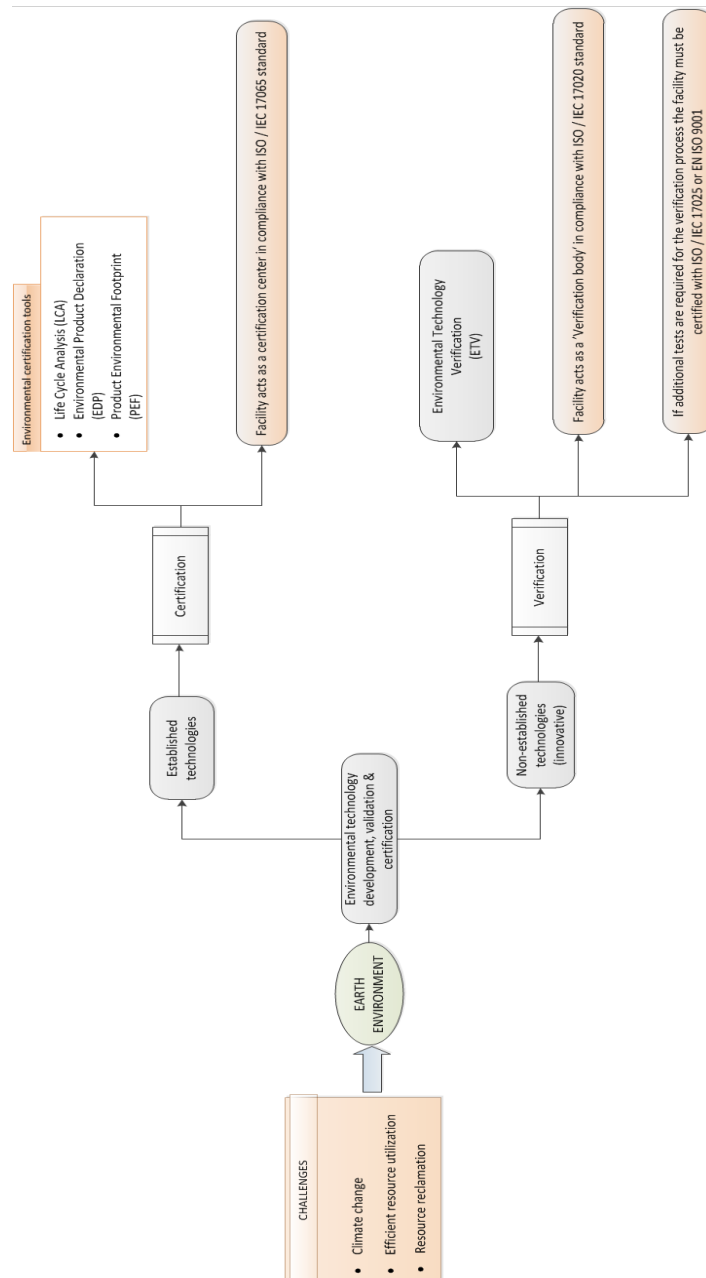 CHALLENGES
• Climate change
• Efficient resource utilization
• Resource reclamation
EARTH
ENVIRONMENT
Environmental technology
development, validation &
certification
Established
technologies
Certification
Environmental certification tools
• Life Cycle Analysis (LCA)
• Environmental Product Declaration
(EDP)
• Product Environmental Footprint
(PEF)
Facility acts as a certification center in compliance with ISO / IEC 17065 standard
Non-established
technologies
(innovative)
Verification
Environmental Technology
Verification
(ETV)
Facility acts as a 'Verification body' in compliance with ISO / IEC 17020 standard
If additional tests are required for the verification process the facility must be
certified with ISO / IEC 17025 or EN ISO 9001